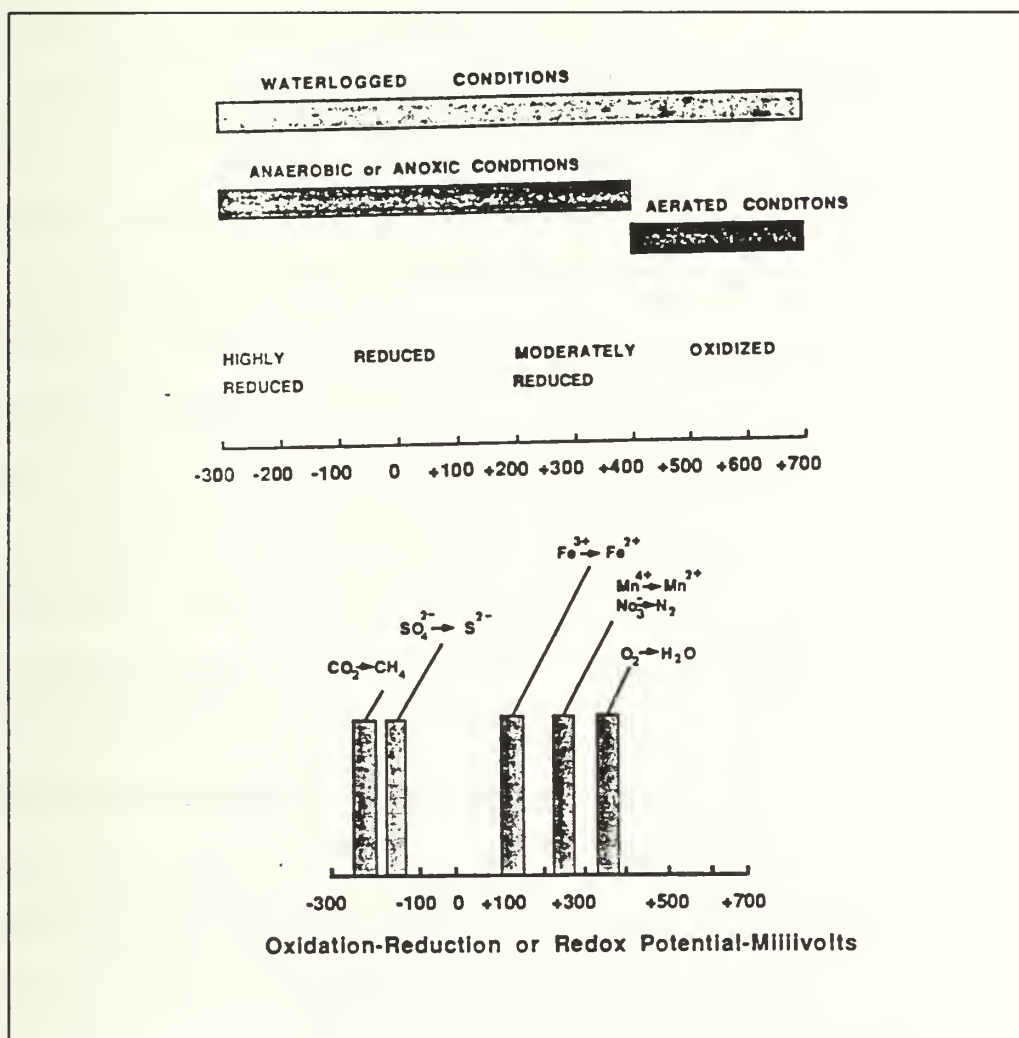 WATERLOGGED CONDITIONS
ANAEROBIC or ANOXIC CONDITIONS
AERATED CONDITONS
HIGHLY REDUCED
REDUCED
MODERATELY REDUCED
OXIDIZED
-300 -200 -100 0 +100 +200 +300 +400 +500 +600 +700
Fe³⁺→Fe²⁺
Mn⁴⁺→Mn²⁺
No₃⁻→N₂
SO₄²⁻→S²⁻
O₂→H₂O
CO₂→CH₄
-300 -100 0 +100 +300 +500 +700
Oxidation-Reduction or Redox Potential-Millivolts